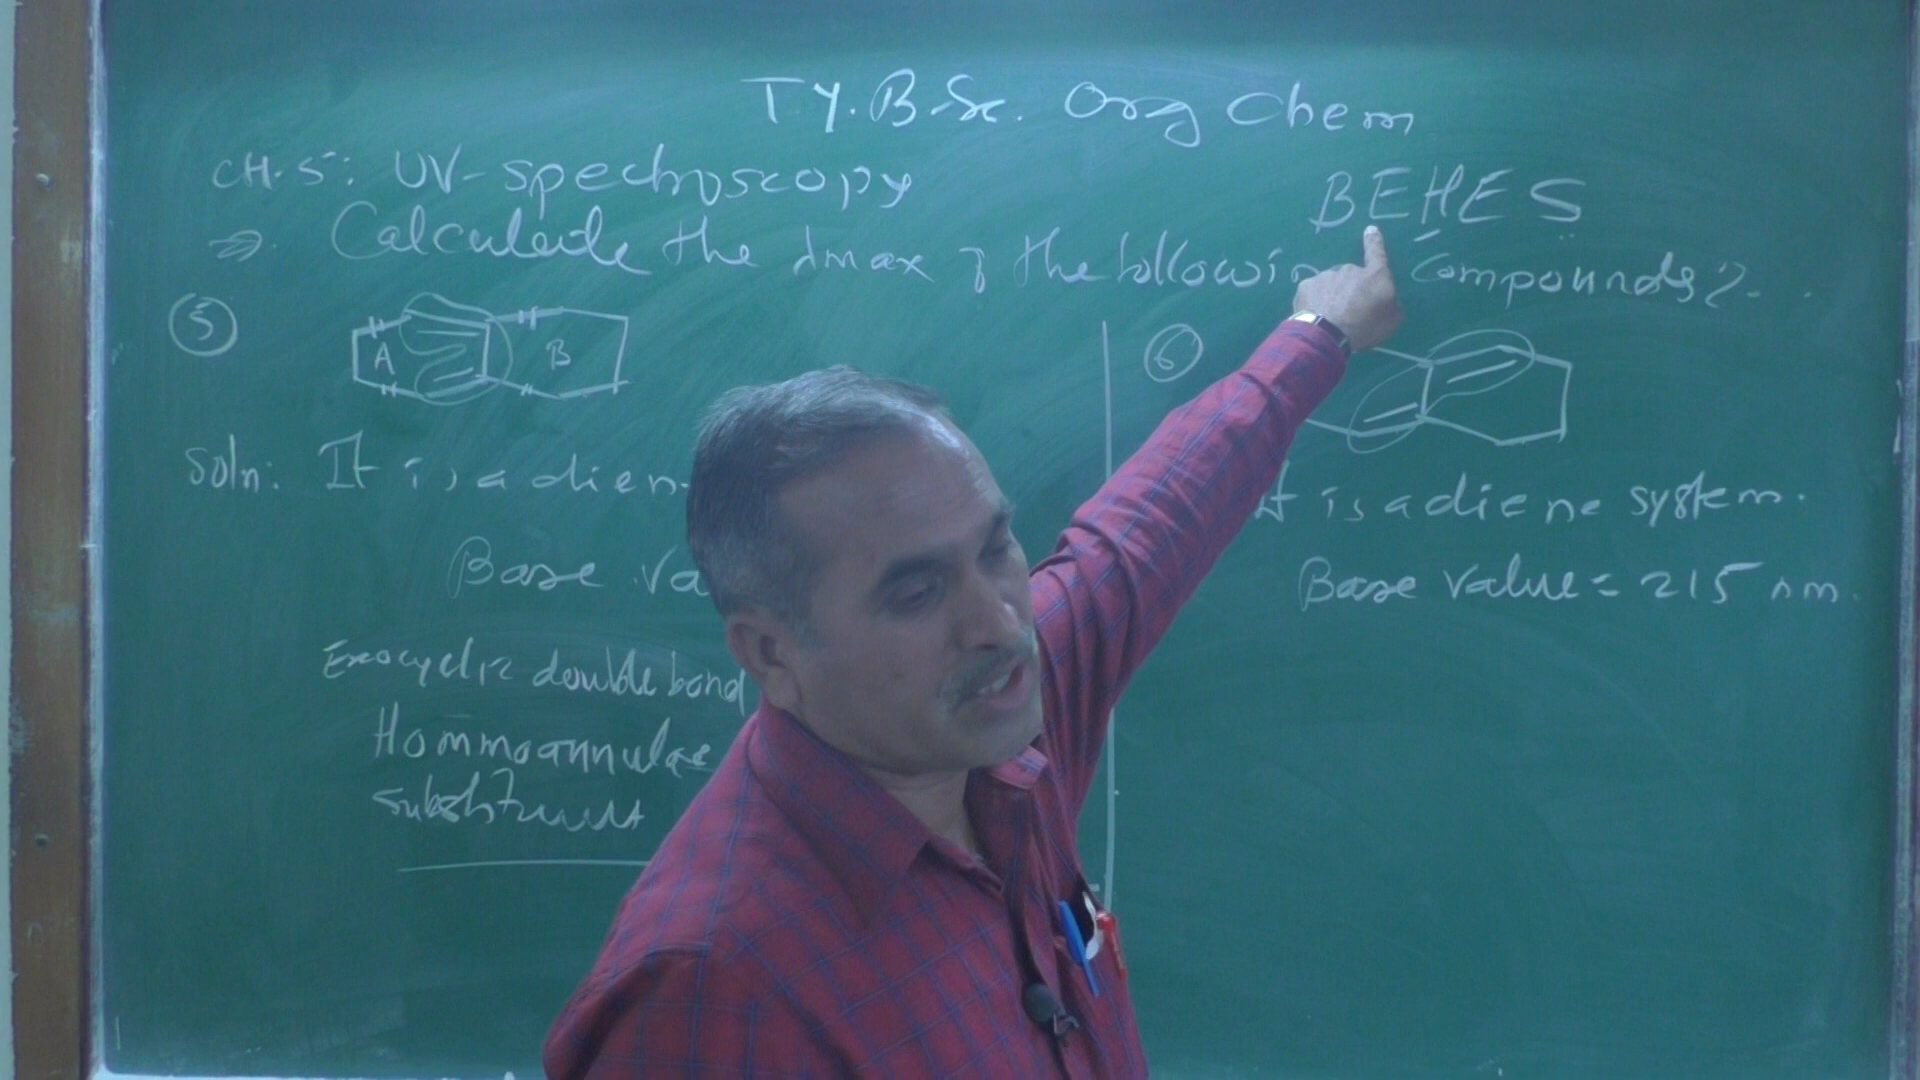 T.Y.B.Sc. Org Chem
CH.5: UV-spectroscopy
BEHES
⇒. Calculate the λmax of the following compounds?
5
A
B
6
Soln: It is a dien
It is a diene system.
Base va
Base value = 215 nm.
Exocyclic double bond
Hommoannular
substituent